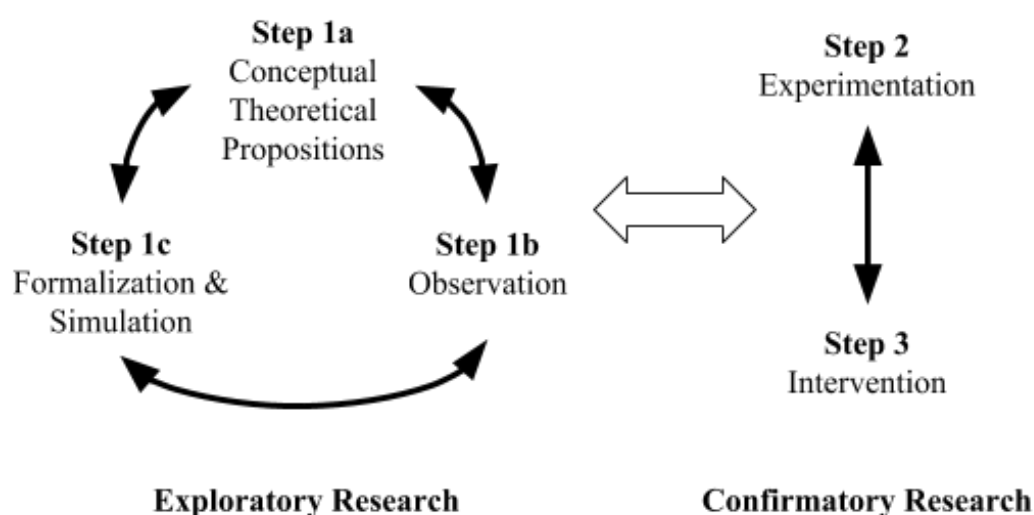 Step 1a
Conceptual
Theoretical
Propositions
Step 1c
Formalization &
Simulation
Step 1b
Observation
Step 2
Experimentation
Step 3
Intervention
Exploratory Research
Confirmatory Research